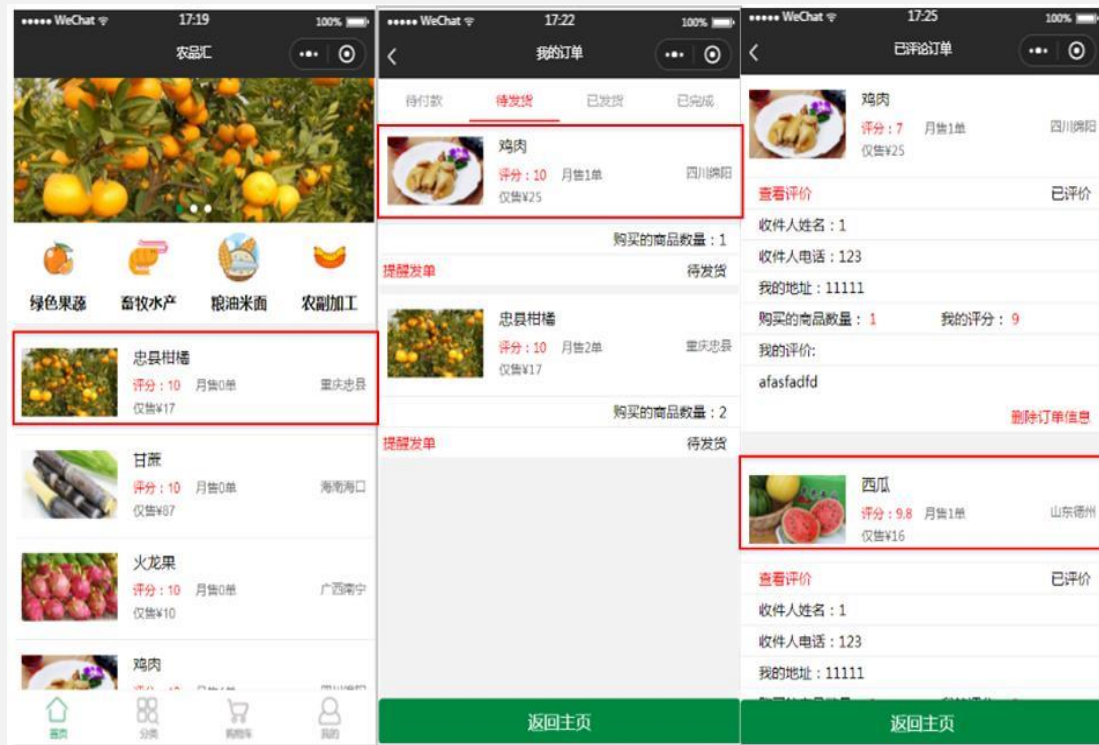 WeChat 17:19 100%
农品汇
绿色果蔬 畜牧水产 粮油米面 农副加工
忠县柑橘
评分：10 月售0单 重庆忠县
仅售¥17
甘蔗
评分：10 月售0单 海南海口
仅售¥87
火龙果
评分：10 月售0单 广西南宁
仅售¥10
鸡肉
首页 分类 购物车 我的
WeChat 17:22 100%
我的订单
待付款 待发货 已发货 已完成
鸡肉
评分：10 月售1单 四川绵阳
仅售¥25
购买的商品数量：1
提醒发单 待发货
忠县柑橘
评分：10 月售2单 重庆忠县
仅售¥17
购买的商品数量：2
提醒发单 待发货
返回主页
WeChat 17:25 100%
已评论订单
鸡肉
评分：7 月售1单 四川绵阳
仅售¥25
查看评价 已评价
收件人姓名：1
收件人电话：123
我的地址：11111
购买的商品数量：1 我的评分：9
我的评价:
afasfadfd
删除订单信息
西瓜
评分：9.8 月售1单 山东德州
仅售¥16
查看评价 已评价
收件人姓名：1
收件人电话：123
我的地址：11111
返回主页